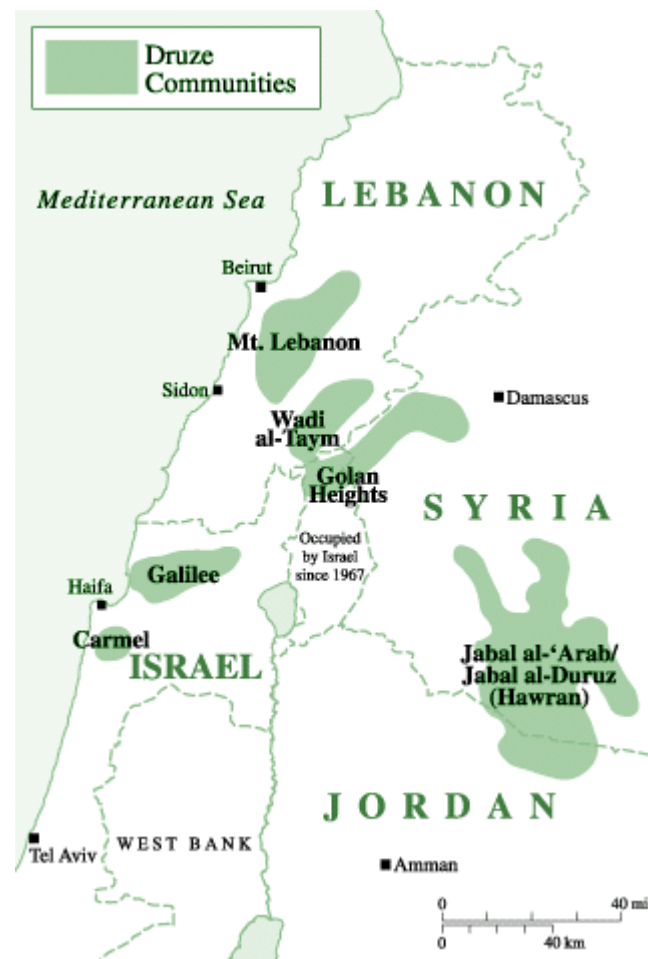 Druze
Communities
Mediterranean Sea
LEBANON
Beirut
Mt. Lebanon
Sidon
Damascus
Wadi
al-Taym
Golan
Heights
SYRIA
Occupied
by Israel
since 1967
Galilee
Haifa
Carmel
ISRAEL
Jabal al-‘Arab/
Jabal al-Duruz
(Hawran)
JORDAN
WEST BANK
Tel Aviv
Amman
0 40 mi
0 40 km